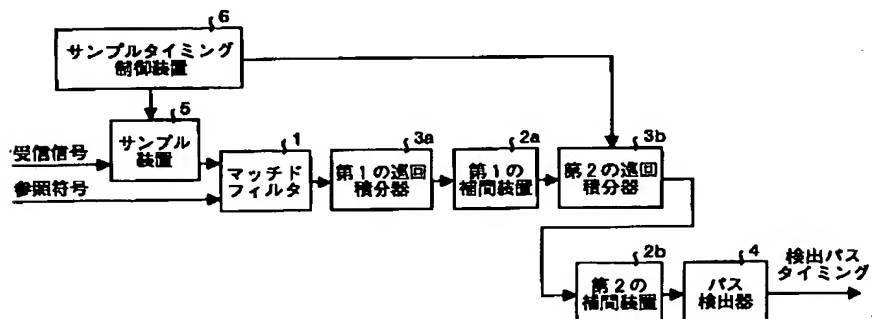 6
サンプルタイミング
制御装置
5
サンプル
装置
受信信号
参照符号
1
マッチド
フィルタ
3a
第1の巡回
積分器
2a
第1の
補間装置
3b
第2の巡回
積分器
2b
第2の
補間装置
4
パス
検出器
検出パス
タイミング